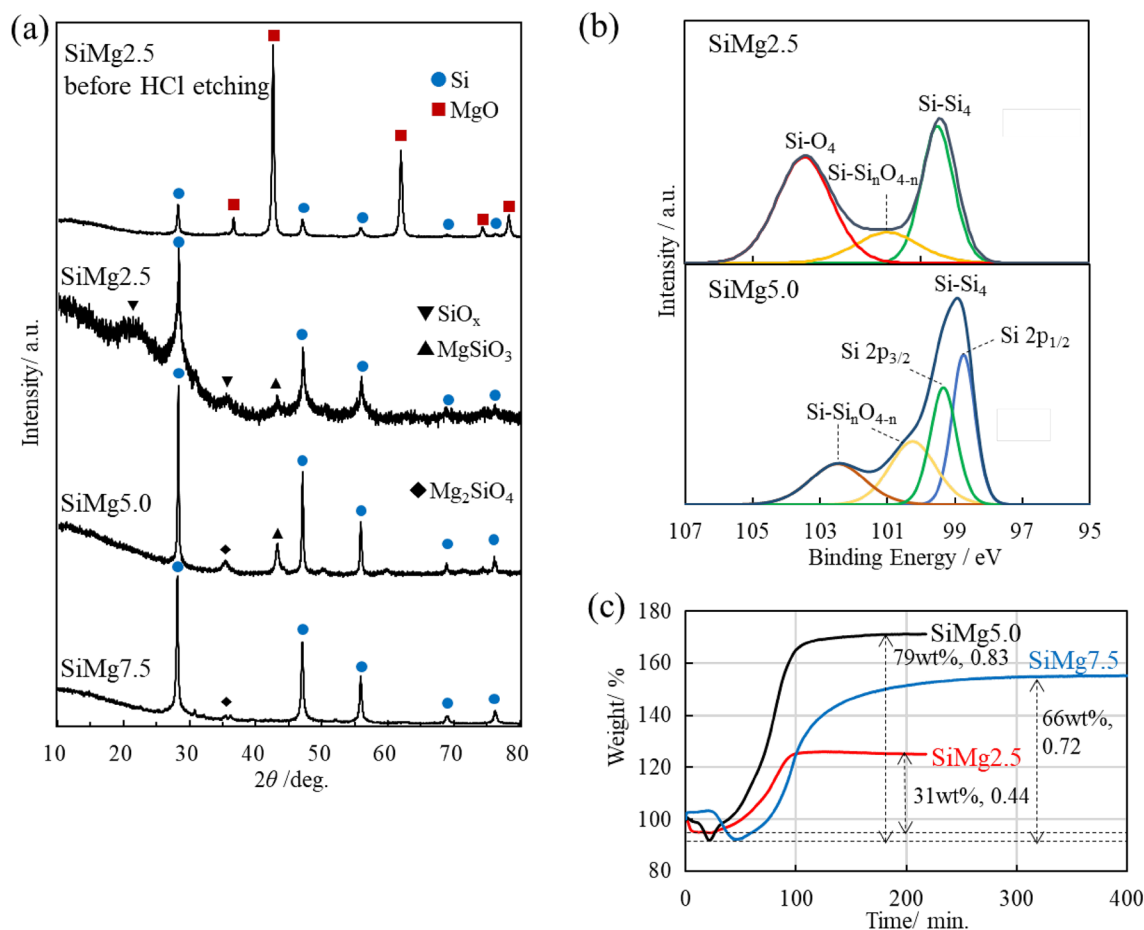 (a)
SiMg2.5
before HCl etching
Si
MgO
SiMg2.5
SiOₓ
MgSiO₃
SiMg5.0
Mg₂SiO₄
SiMg7.5
Intensity/ a.u.
10 20 30 40 50 60 70 80
2θ /deg.
(b)
SiMg2.5
Si-Si₄
Si-O₄
Si-SiₙO₄₋ₙ
SiMg5.0
Si-Si₄
Si 2p₁/₂
Si 2p₃/₂
Si-SiₙO₄₋ₙ
Intensity / a.u.
107 105 103 101 99 97 95
Binding Energy / eV
(c)
180
160
140
120
100
80
Weight/ %
SiMg5.0
79wt%, 0.83
SiMg7.5
66wt%,
0.72
SiMg2.5
31wt%, 0.44
0 100 200 300 400
Time/ min.